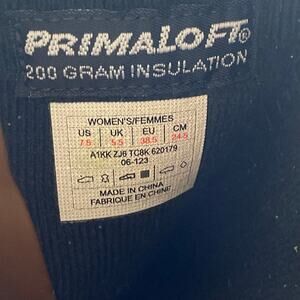 PRIMALOFT®
200 GRAM INSULATION
WOMEN'S/FEMMES
US UK EU CM
7.5 5.5 38.5 24.5
A1KK ZJ6 TC8K 620179
06-123
MADE IN CHINA
FABRIQUE EN CHINE